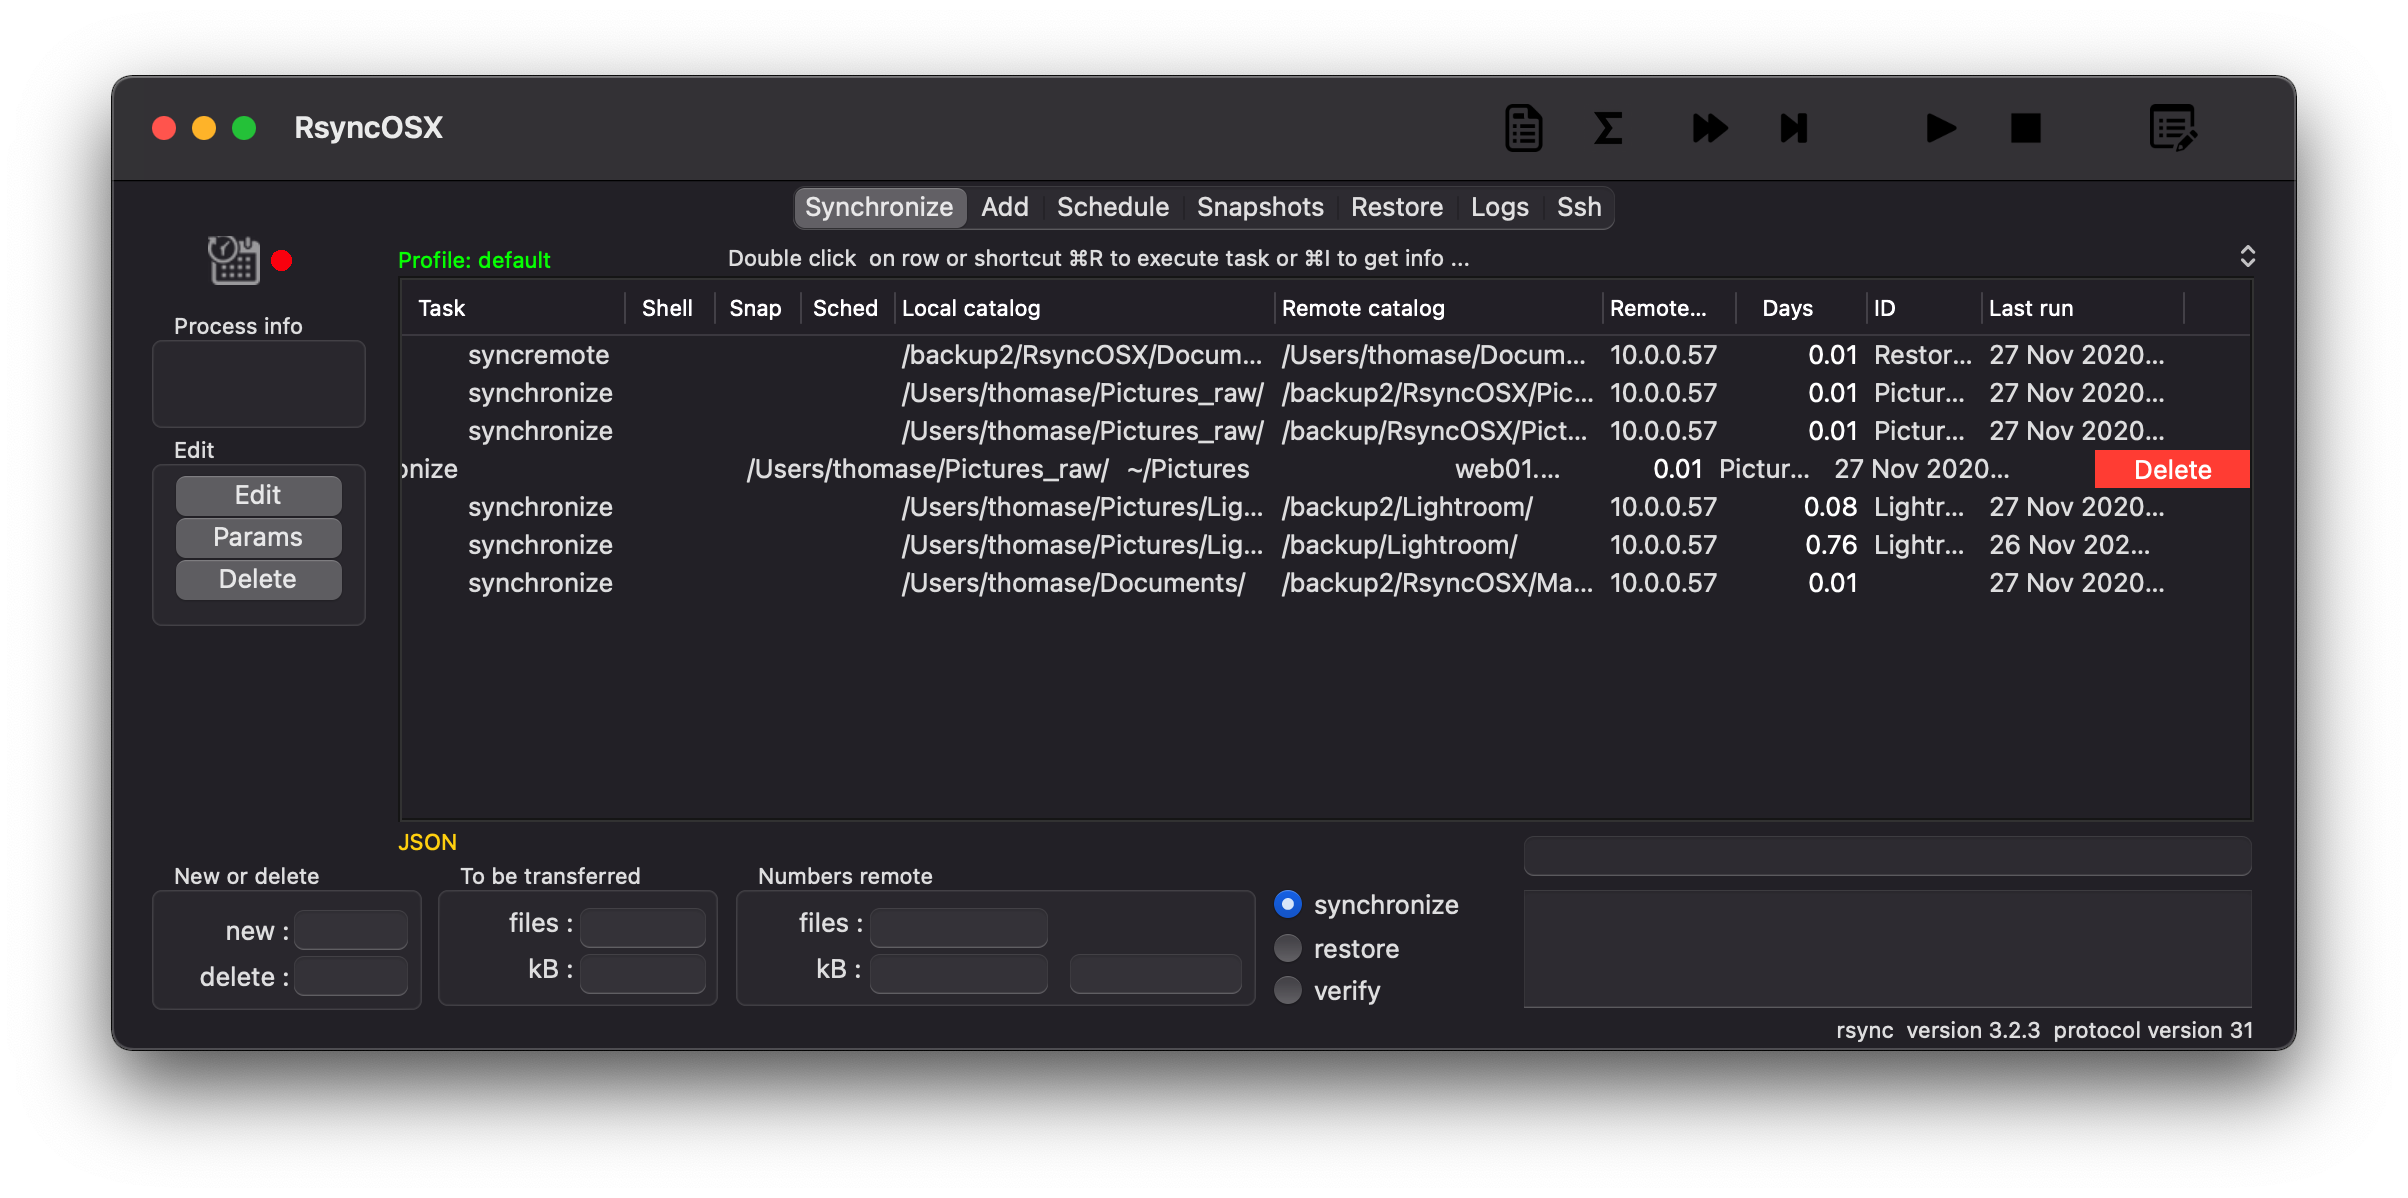 RsyncOSX
Synchronize Add Schedule Snapshots Restore Logs Ssh
Profile: default Double click on row or shortcut ⌘R to execute task or ⌘I to get info ...
Process info
Edit
Edit
Params
Delete
Task Shell Snap Sched Local catalog Remote catalog Remote... Days ID Last run
syncremote /backup2/RsyncOSX/Docum... /Users/thomase/Docum... 10.0.0.57 0.01 Restor... 27 Nov 2020...
synchronize /Users/thomase/Pictures_raw/ /backup2/RsyncOSX/Pic... 10.0.0.57 0.01 Pictur... 27 Nov 2020...
synchronize /Users/thomase/Pictures_raw/ /backup/RsyncOSX/Pict... 10.0.0.57 0.01 Pictur... 27 Nov 2020...
onize /Users/thomase/Pictures_raw/ ~/Pictures web01.... 0.01 Pictur... 27 Nov 2020... Delete
synchronize /Users/thomase/Pictures/Lig... /backup2/Lightroom/ 10.0.0.57 0.08 Lightr... 27 Nov 2020...
synchronize /Users/thomase/Pictures/Lig... /backup/Lightroom/ 10.0.0.57 0.76 Lightr... 26 Nov 202...
synchronize /Users/thomase/Documents/ /backup2/RsyncOSX/Ma... 10.0.0.57 0.01 27 Nov 2020...
JSON
New or delete
new :
delete :
To be transferred
files :
kB :
Numbers remote
files :
kB :
synchronize
restore
verify
rsync version 3.2.3 protocol version 31